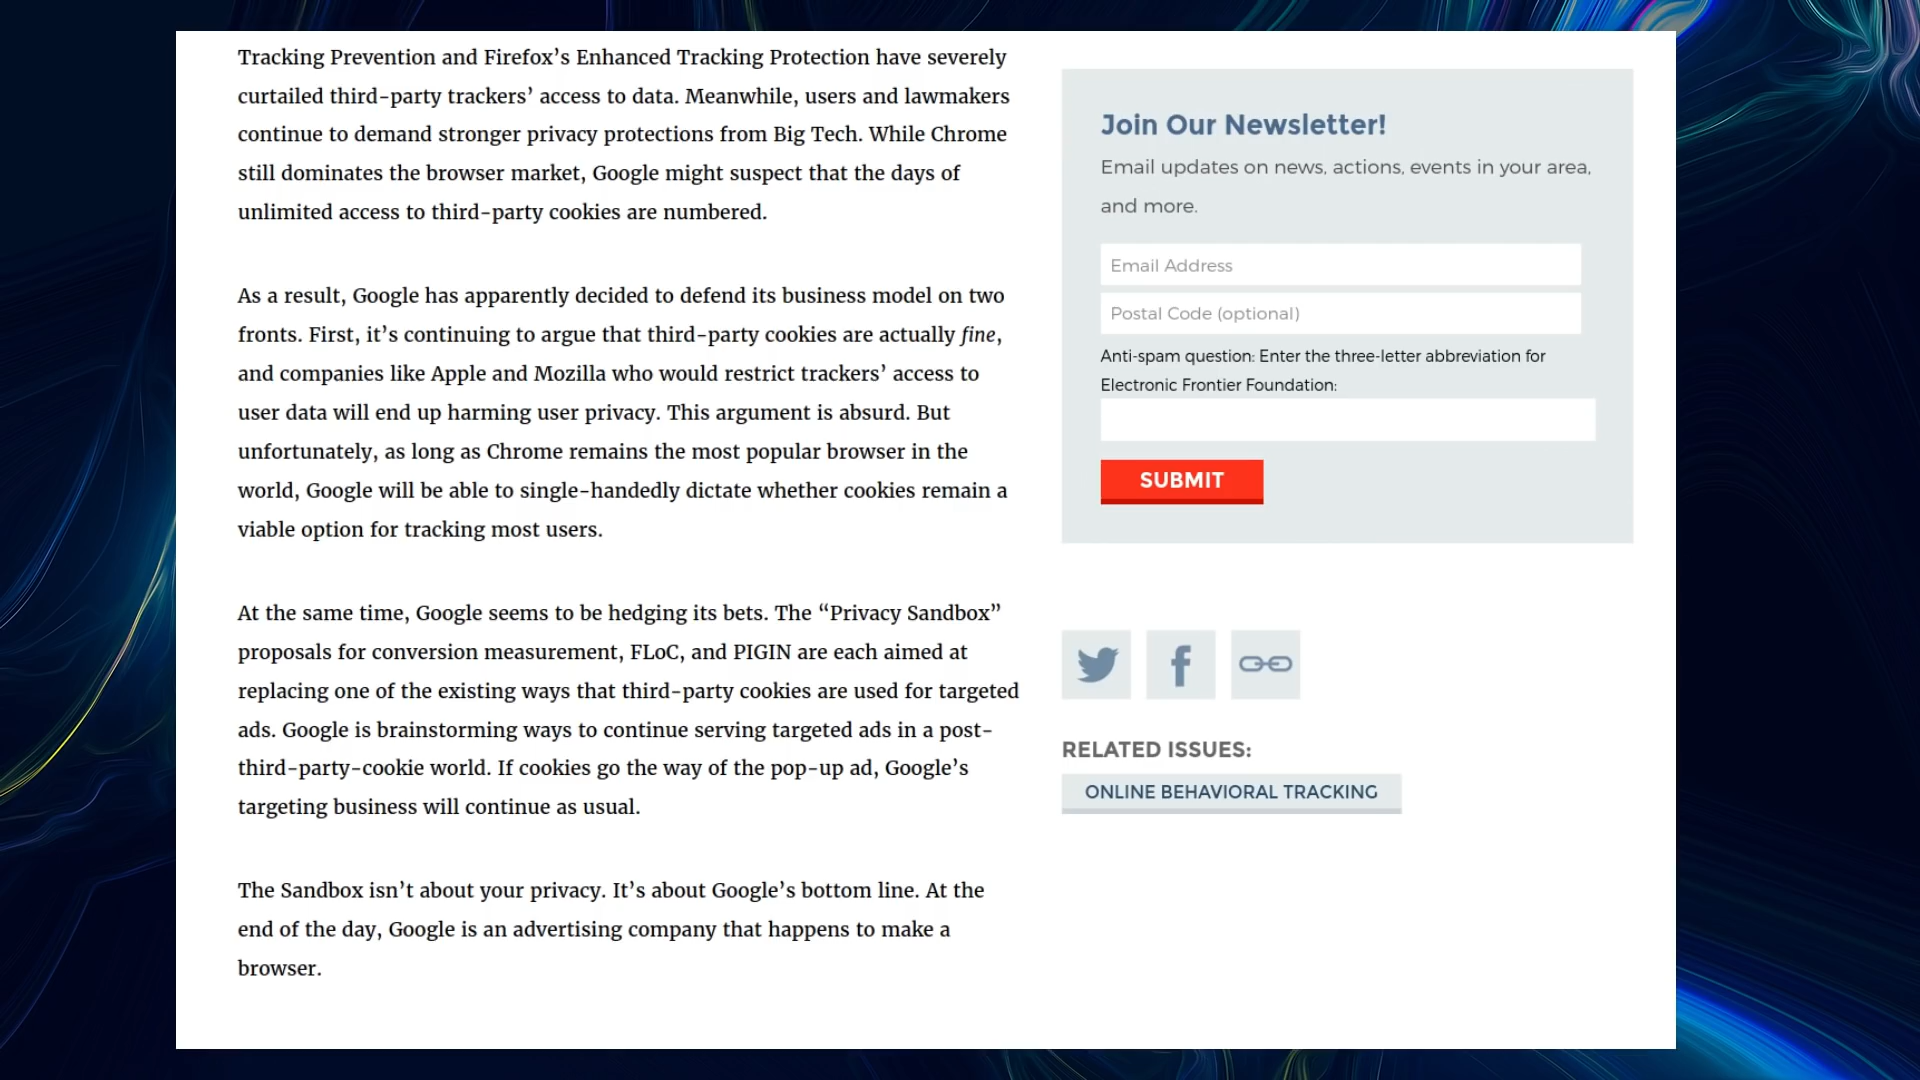 Tracking Prevention and Firefox’s Enhanced Tracking Protection have severely
curtailed third-party trackers’ access to data. Meanwhile, users and lawmakers
continue to demand stronger privacy protections from Big Tech. While Chrome
still dominates the browser market, Google might suspect that the days of
unlimited access to third-party cookies are numbered.
As a result, Google has apparently decided to defend its business model on two
fronts. First, it’s continuing to argue that third-party cookies are actually fine,
and companies like Apple and Mozilla who would restrict trackers’ access to
user data will end up harming user privacy. This argument is absurd. But
unfortunately, as long as Chrome remains the most popular browser in the
world, Google will be able to single-handedly dictate whether cookies remain a
viable option for tracking most users.
At the same time, Google seems to be hedging its bets. The “Privacy Sandbox”
proposals for conversion measurement, FLoC, and PIGIN are each aimed at
replacing one of the existing ways that third-party cookies are used for targeted
ads. Google is brainstorming ways to continue serving targeted ads in a post-
third-party-cookie world. If cookies go the way of the pop-up ad, Google’s
targeting business will continue as usual.
The Sandbox isn’t about your privacy. It’s about Google’s bottom line. At the
end of the day, Google is an advertising company that happens to make a
browser.
Join Our Newsletter!
Email updates on news, actions, events in your area,
and more.
Email Address
Postal Code (optional)
Anti-spam question: Enter the three-letter abbreviation for
Electronic Frontier Foundation:
SUBMIT
RELATED ISSUES:
ONLINE BEHAVIORAL TRACKING